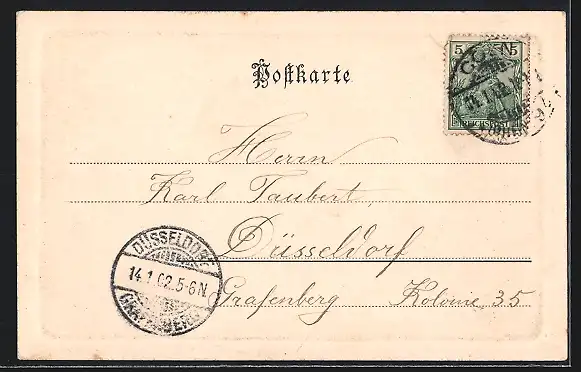 Postkarte
5 5
REICHSPOST
Herrn
Karl Taubert,
Düsseldorf
Grafenberg Kolonie 35
DÜSSELDORF
14.1.02.5-6N
GRAFENBERG